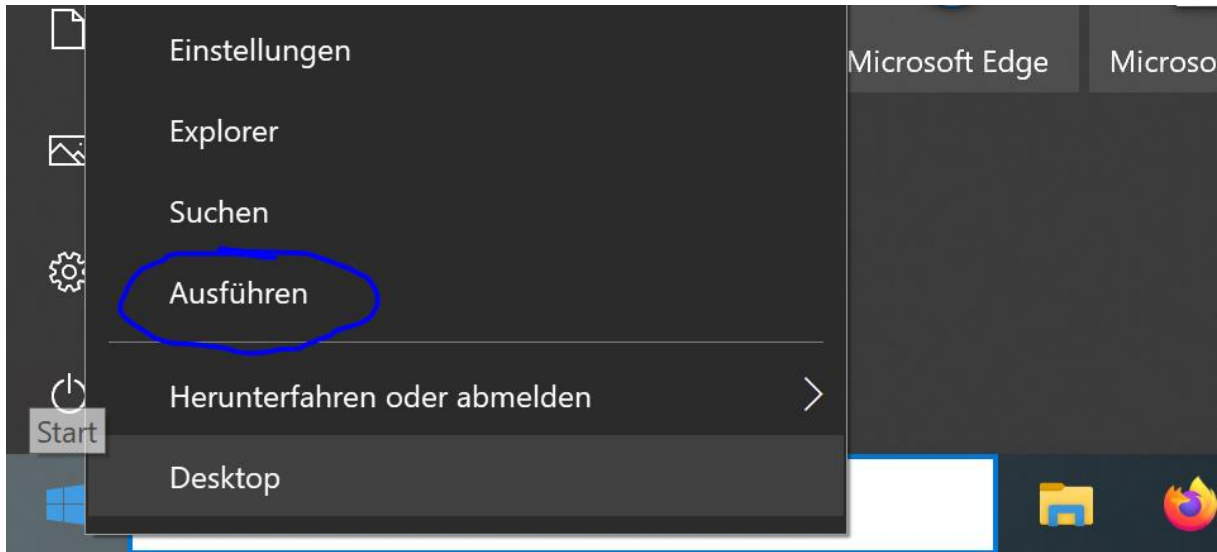 Einstellungen
Microsoft Edge
Microso
Explorer
Suchen
Ausführen
Herunterfahren oder abmelden
Start
Desktop